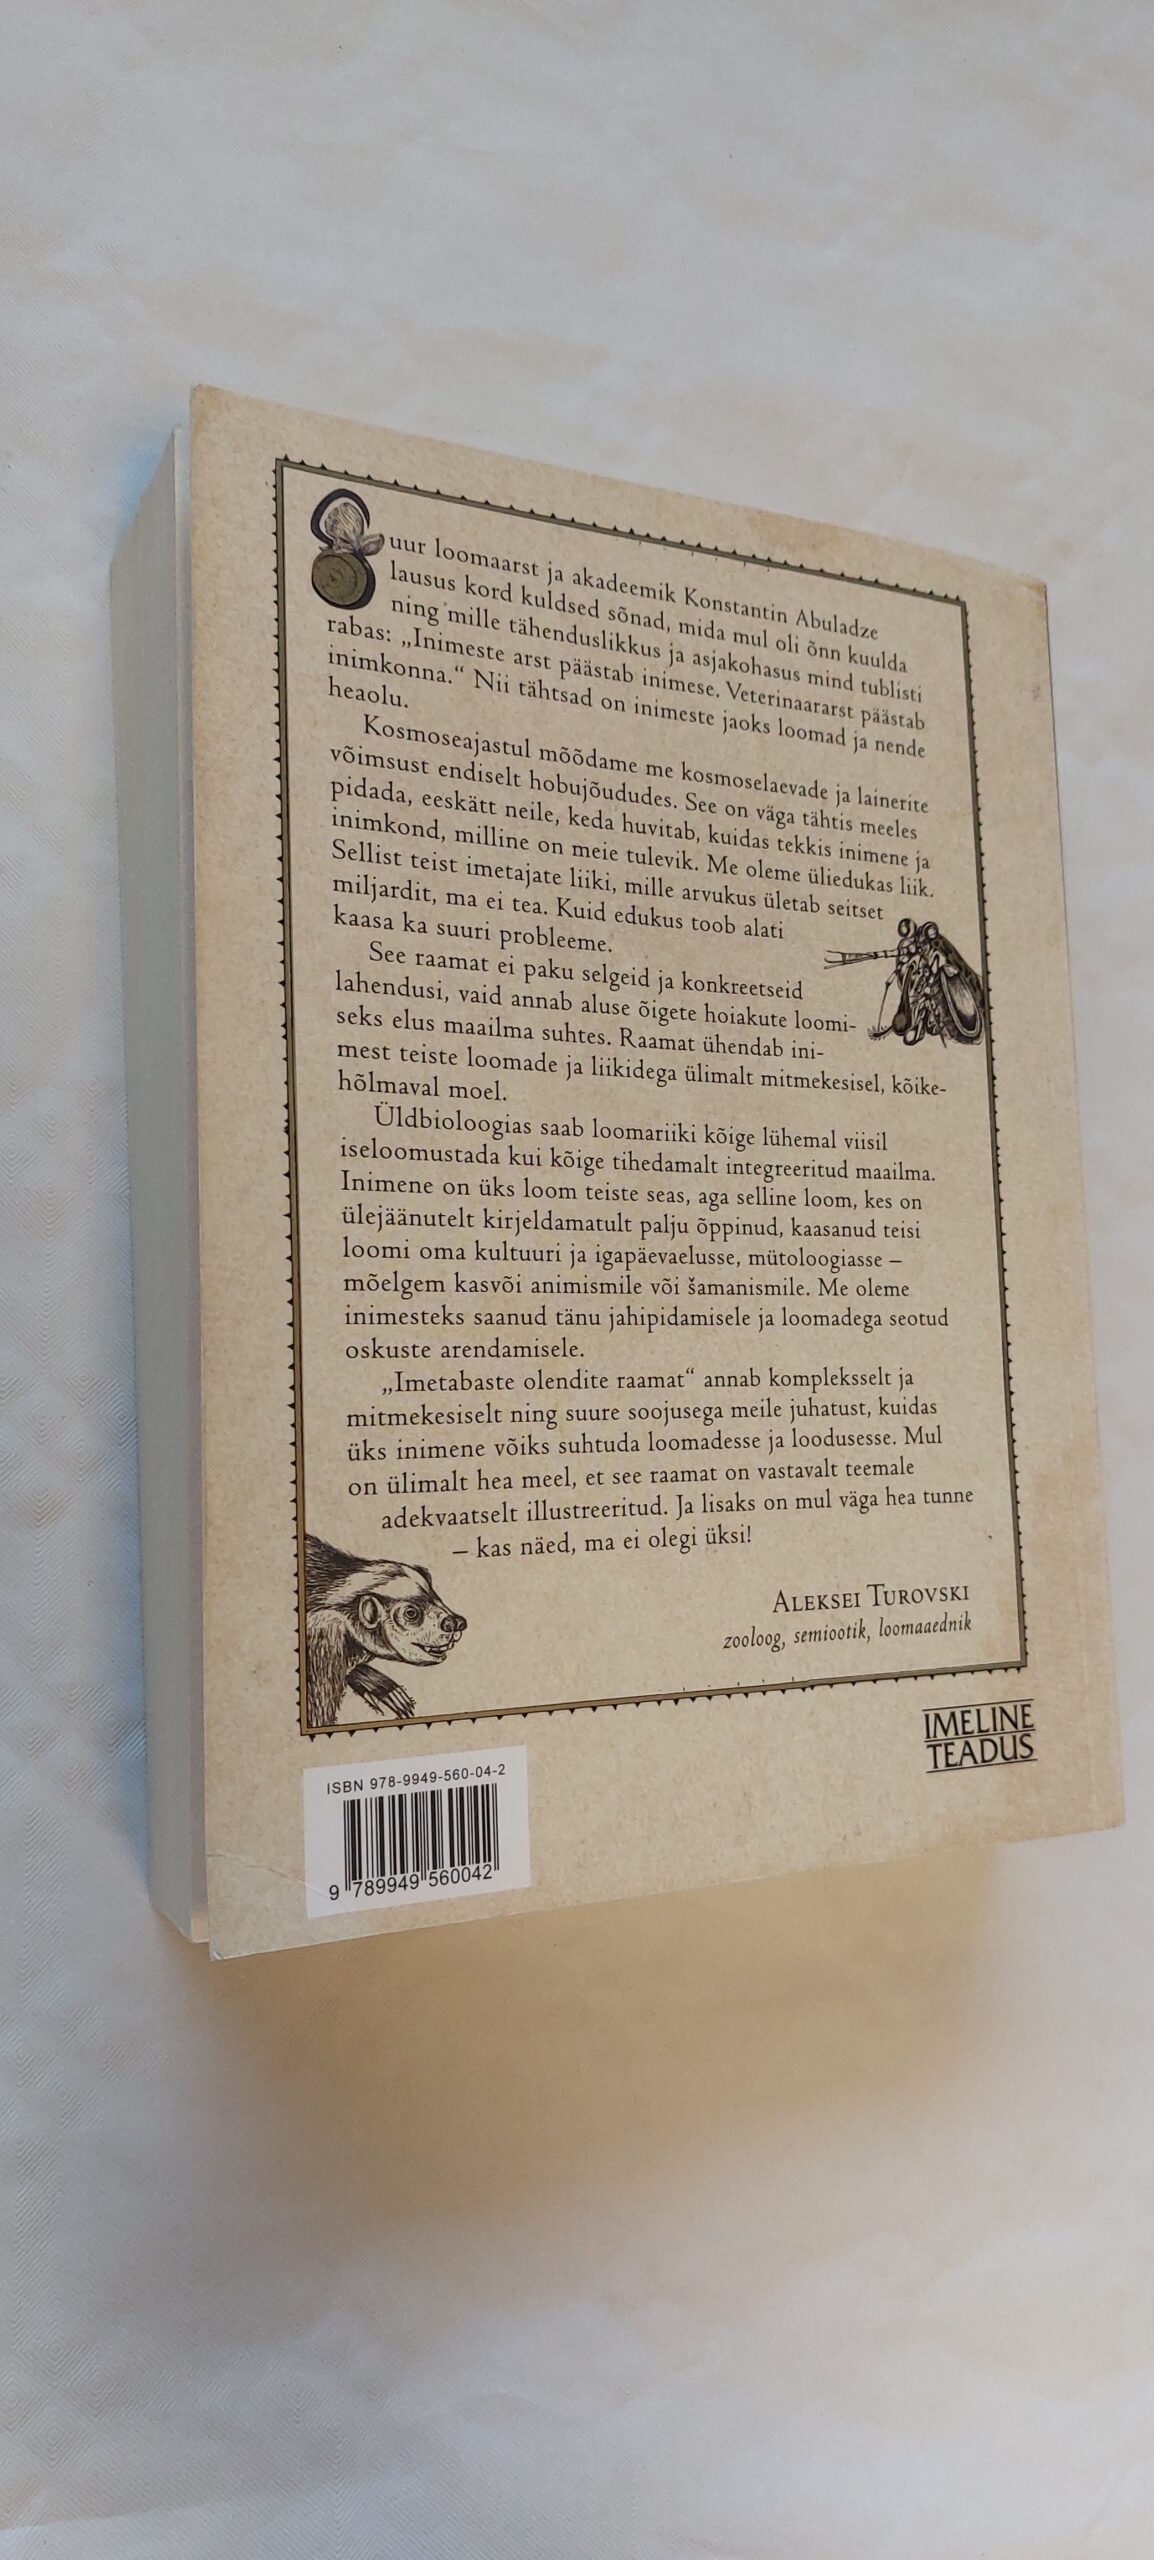 Suur loomaarst ja akadeemik Konstantin Abuladze
lausus kord kuldsed sõnad, mida mul oli õnn kuulda
ning mille tähenduslikkus ja asjakohasus mind tublisti
rabas: „Inimeste arst päästab inimese. Veterinaararst päästab
inimkonna.“ Nii tähtsad on inimeste jaoks loomad ja nende
heaolu.
Kosmoseajastul mõõdame me kosmoselaevade ja lainerite
võimsust endiselt hobujõududes. See on väga tähtis meeles
pidada, eeskätt neile, keda huvitab, kuidas tekkis inimene ja
inimkond, milline on meie tulevik. Me oleme üliedukas liik.
Sellist teist imetajate liiki, mille arvukus ületab seitset
miljardit, ma ei tea. Kuid edukus toob alati
kaasa ka suuri probleeme.
See raamat ei paku selgeid ja konkreetseid
lahendusi, vaid annab aluse õigete hoiakute loomi-
seks elus maailma suhtes. Raamat ühendab ini-
mest teiste loomade ja liikidega ülimalt mitmekesisel, kõike-
hõlmaval moel.
Üldbioloogias saab loomariiki kõige lühemal viisil
iseloomustada kui kõige tihedamalt integreeritud maailma.
Inimene on üks loom teiste seas, aga selline loom, kes on
ülejäänutelt kirjeldamatult palju õppinud, kaasanud teisi
loomi oma kultuuri ja igapäevaelusse, mütoloogiasse –
mõelgem kasvõi animismile või šamanismile. Me oleme
inimesteks saanud tänu jahipidamisele ja loomadega seotud
oskuste arendamisele.
„Imetabaste olendite raamat“ annab kompleksselt ja
mitmekesiselt ning suure soojusega meile juhatust, kuidas
üks inimene võiks suhtuda loomadesse ja loodusesse. Mul
on ülimalt hea meel, et see raamat on vastavalt teemale
adekvaatselt illustreeritud. Ja lisaks on mul väga hea tunne
– kas näed, ma ei olegi üksi!
ALEKSEI TUROVSKI
zooloog, semiootik, loomaaednik
IMELINE
TEADUS
ISBN 978-9949-560-04-2
9 789949 560042